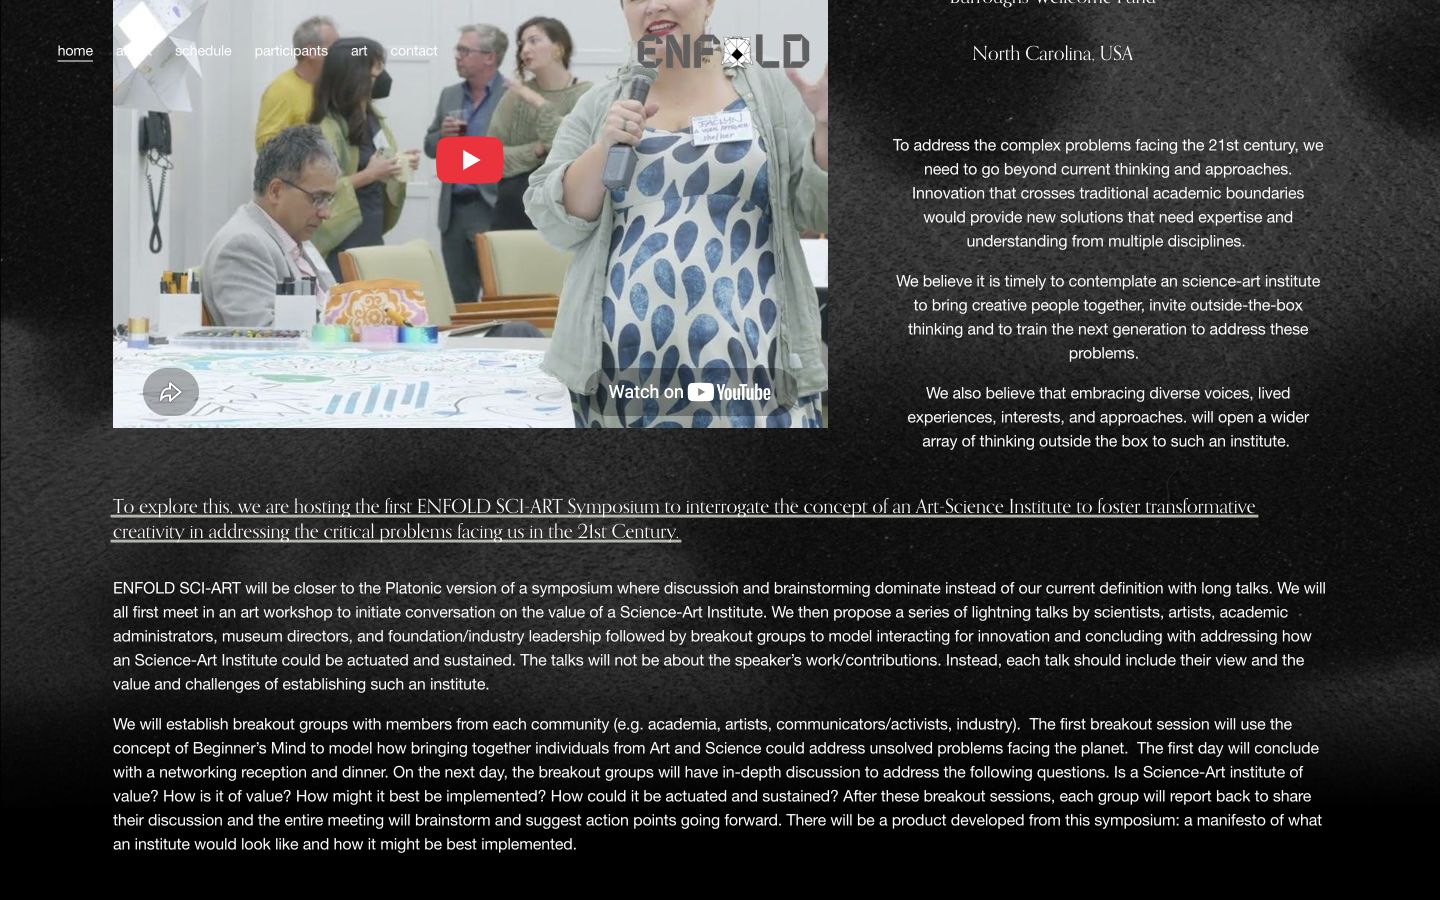 home about schedule participants art contact
ENFOLD
JACLYN
she/her
Watch on YouTube
North Carolina, USA
To address the complex problems facing the 21st century, we
need to go beyond current thinking and approaches.
Innovation that crosses traditional academic boundaries
would provide new solutions that need expertise and
understanding from multiple disciplines.
We believe it is timely to contemplate an science-art institute
to bring creative people together, invite outside-the-box
thinking and to train the next generation to address these
problems.
We also believe that embracing diverse voices, lived
experiences, interests, and approaches. will open a wider
array of thinking outside the box to such an institute.
To explore this, we are hosting the first ENFOLD SCI-ART Symposium to interrogate the concept of an Art-Science Institute to foster transformative
creativity in addressing the critical problems facing us in the 21st Century.
ENFOLD SCI-ART will be closer to the Platonic version of a symposium where discussion and brainstorming dominate instead of our current definition with long talks. We will
all first meet in an art workshop to initiate conversation on the value of a Science-Art Institute. We then propose a series of lightning talks by scientists, artists, academic
administrators, museum directors, and foundation/industry leadership followed by breakout groups to model interacting for innovation and concluding with addressing how
an Science-Art Institute could be actuated and sustained. The talks will not be about the speaker’s work/contributions. Instead, each talk should include their view and the
value and challenges of establishing such an institute.
We will establish breakout groups with members from each community (e.g. academia, artists, communicators/activists, industry).  The first breakout session will use the
concept of Beginner’s Mind to model how bringing together individuals from Art and Science could address unsolved problems facing the planet.  The first day will conclude
with a networking reception and dinner. On the next day, the breakout groups will have in-depth discussion to address the following questions. Is a Science-Art institute of
value? How is it of value? How might it best be implemented? How could it be actuated and sustained? After these breakout sessions, each group will report back to share
their discussion and the entire meeting will brainstorm and suggest action points going forward. There will be a product developed from this symposium: a manifesto of what
an institute would look like and how it might be best implemented.